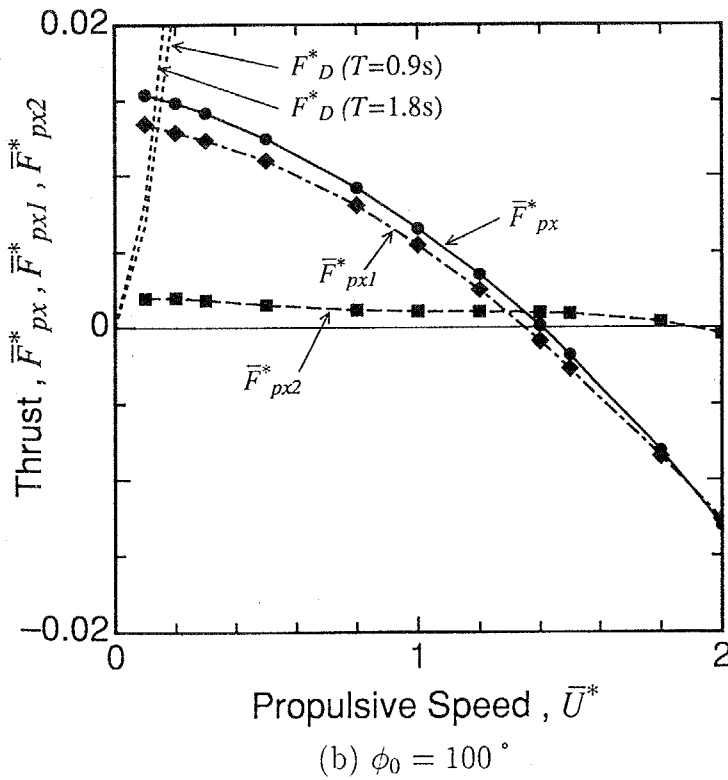 0.02
F*D (T=0.9s)
F*D (T=1.8s)
F̅*px
F̅*px1
0
F̅*px2
−0.02
0 1 2
Thrust , F̅*px , F̅*px1 , F̅*px2
Propulsive Speed , U̅*
(b) ϕ0 = 100°